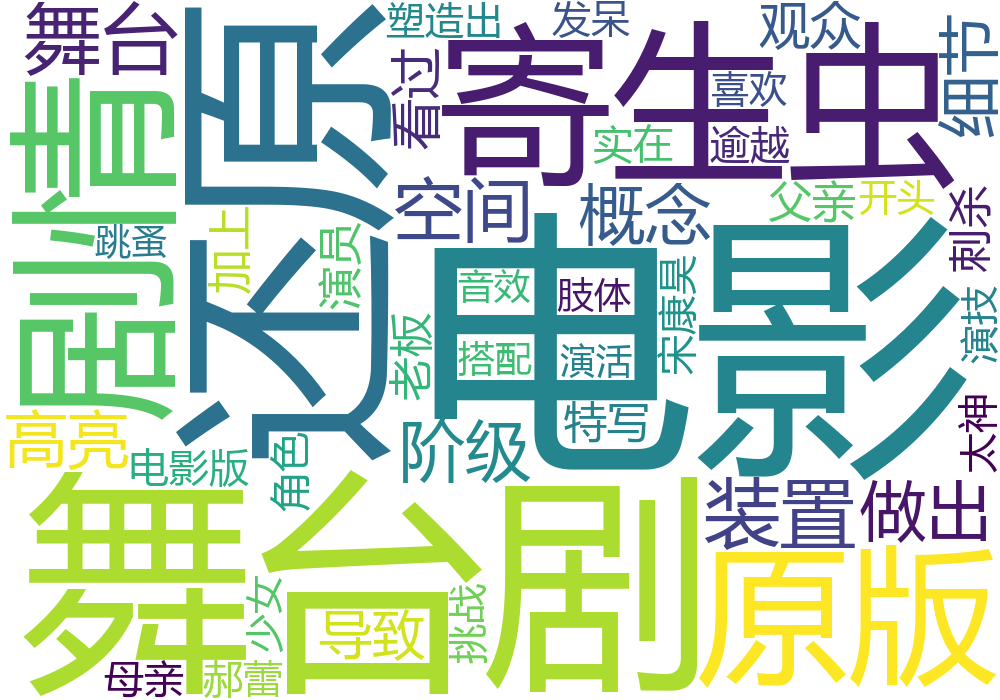 舞台
塑造出
发呆
观众
细节
剧情
还原
看过
寄生虫
喜欢
实在
逾越
空间
概念
父亲
开头
刺杀
跳蚤
加上
演员
电影
音效
肢体
宋康昊
演技
老板
搭配
演活
特写
太神
高亮
电影版
角色
阶级
舞台剧
装置
做出
原版
少女
导致
挑战
母亲
郝蕾